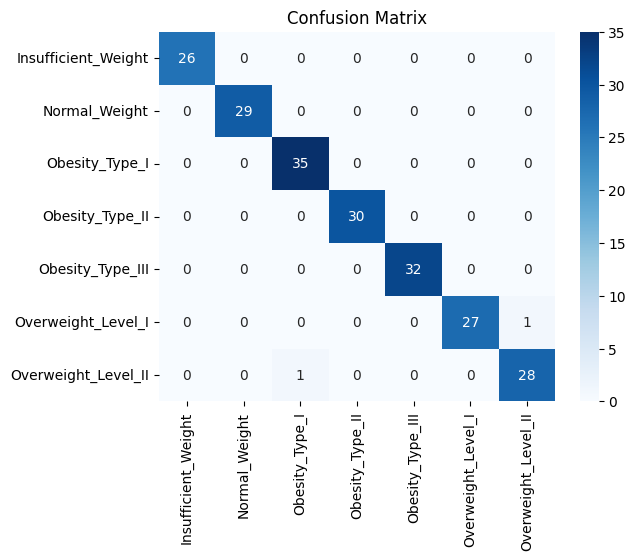 Confusion Matrix
Insufficient_Weight 26 0 0 0 0 0 0
Normal_Weight 0 29 0 0 0 0 0
Obesity_Type_I 0 0 35 0 0 0 0
Obesity_Type_II 0 0 0 30 0 0 0
Obesity_Type_III 0 0 0 0 32 0 0
Overweight_Level_I 0 0 0 0 0 27 1
Overweight_Level_II 0 0 1 0 0 0 28
Insufficient_Weight
Normal_Weight
Obesity_Type_I
Obesity_Type_II
Obesity_Type_III
Overweight_Level_I
Overweight_Level_II
35
30
25
20
15
10
5
0